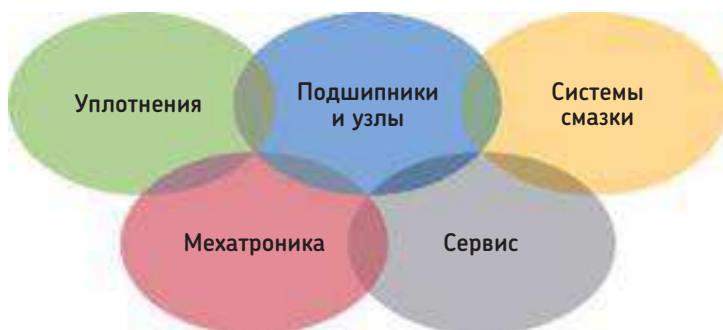 Уплотнения
Подшипники
и узлы
Системы
смазки
Мехатроника
Сервис